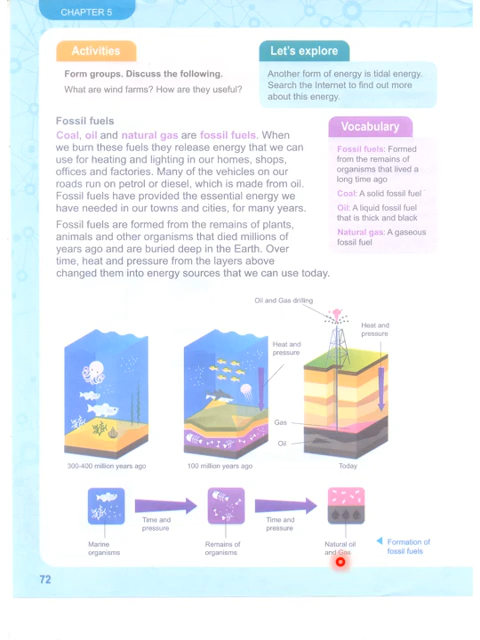 CHAPTER 5
Activities
Form groups. Discuss the following.
What are wind farms? How are they useful?
Let's explore
Another form of energy is tidal energy.
Search the Internet to find out more
about this energy.
Fossil fuels
Coal, oil and natural gas are fossil fuels. When
we burn these fuels they release energy that we can
use for heating and lighting in our homes, shops,
offices and factories. Many of the vehicles on our
roads run on petrol or diesel, which is made from oil.
Fossil fuels have provided the essential energy we
have needed in our towns and cities, for many years.
Fossil fuels are formed from the remains of plants,
animals and other organisms that died millions of
years ago and are buried deep in the Earth. Over
time, heat and pressure from the layers above
changed them into energy sources that we can use today.
Vocabulary
Fossil fuels: Formed
from the remains of
organisms that lived a
long time ago
Coal: A solid fossil fuel
Oil: A liquid fossil fuel
that is thick and black
Natural gas: A gaseous
fossil fuel
Oil and Gas drilling
Heat and
pressure
Heat and
pressure
Gas
Oil
300-400 million years ago
100 million years ago
Today
Time and
pressure
Time and
pressure
Marine
organisms
Remains of
organisms
Natural oil
and Gas
Formation of
fossil fuels
72